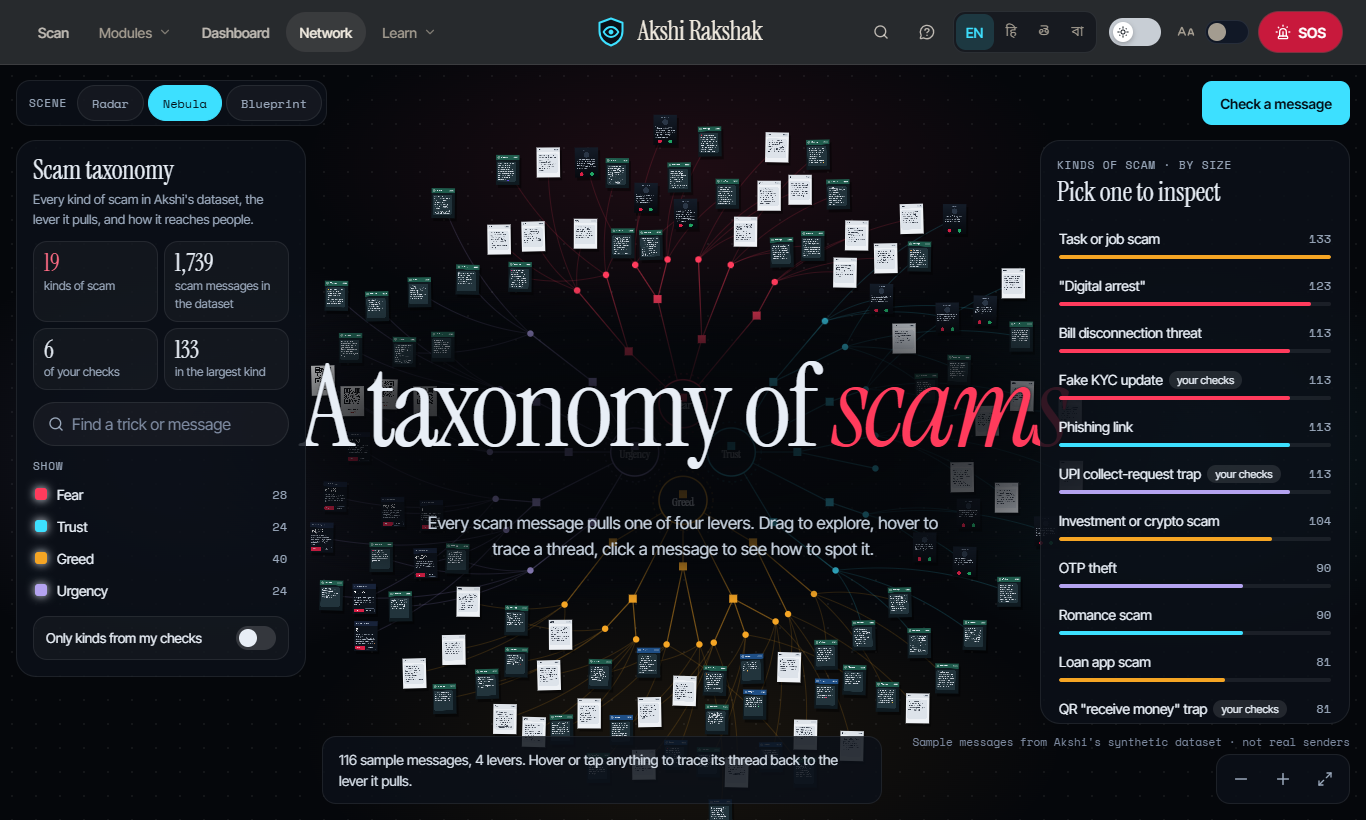 Scan
Modules
Dashboard
Network
Learn
Akshi Rakshak
EN
हि
తె
বা
AA
SOS
SCENE
Radar
Nebula
Blueprint
Check a message
Scam taxonomy
Every kind of scam in Akshi's dataset, the
lever it pulls, and how it reaches people.
19
kinds of scam
1,739
scam messages in
the dataset
6
of your checks
133
in the largest kind
Find a trick or message
SHOW
Fear 28
Trust 24
Greed 40
Urgency 24
Only kinds from my checks
A taxonomy of scams
Urgency
Trust
Greed
Every scam message pulls one of four levers. Drag to explore, hover to
trace a thread, click a message to see how to spot it.
116 sample messages, 4 levers. Hover or tap anything to trace its thread back to the
lever it pulls.
KINDS OF SCAM · BY SIZE
Pick one to inspect
Task or job scam 133
"Digital arrest" 123
Bill disconnection threat 113
Fake KYC update your checks 113
Phishing link 113
UPI collect-request trap your checks 113
Investment or crypto scam 104
OTP theft 90
Romance scam 90
Loan app scam 81
QR "receive money" trap your checks 81
Sample messages from Akshi's synthetic dataset · not real senders